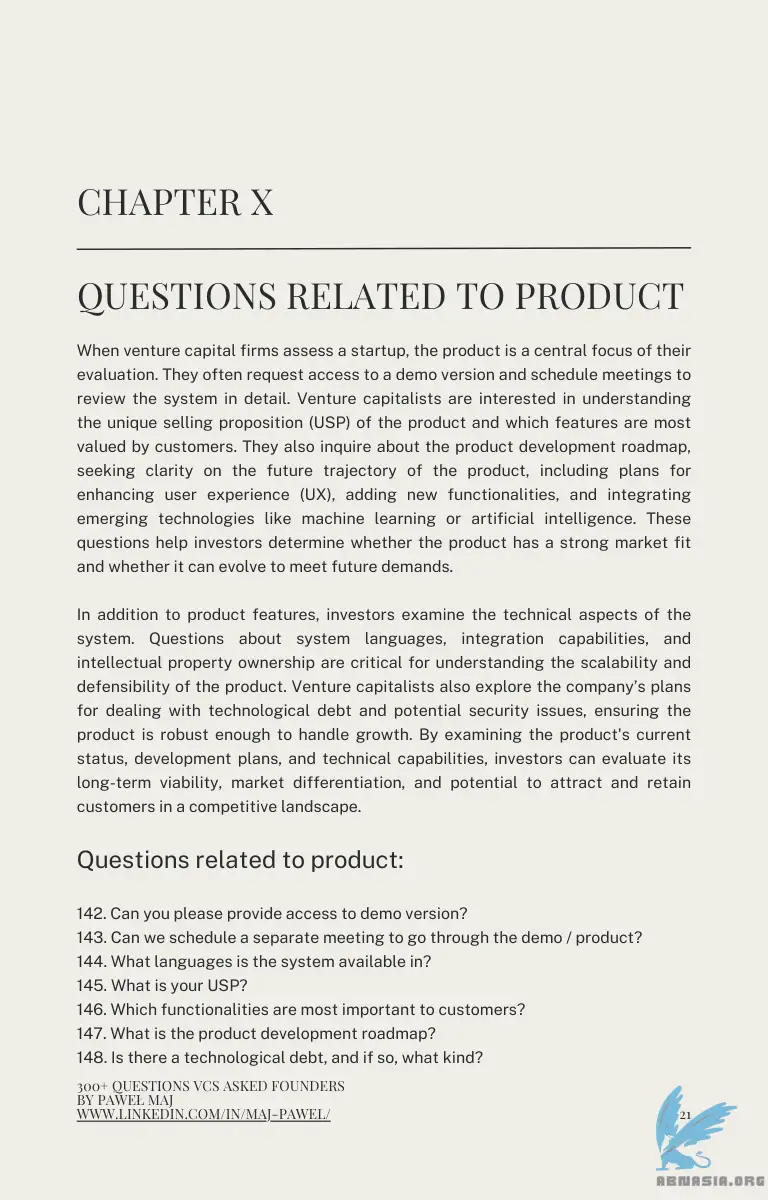 CHAPTER X
QUESTIONS RELATED TO PRODUCT
When venture capital firms assess a startup, the product is a central focus of their
evaluation. They often request access to a demo version and schedule meetings to
review the system in detail. Venture capitalists are interested in understanding
the unique selling proposition (USP) of the product and which features are most
valued by customers. They also inquire about the product development roadmap,
seeking clarity on the future trajectory of the product, including plans for
enhancing user experience (UX), adding new functionalities, and integrating
emerging technologies like machine learning or artificial intelligence. These
questions help investors determine whether the product has a strong market fit
and whether it can evolve to meet future demands.
In addition to product features, investors examine the technical aspects of the
system. Questions about system languages, integration capabilities, and
intellectual property ownership are critical for understanding the scalability and
defensibility of the product. Venture capitalists also explore the company’s plans
for dealing with technological debt and potential security issues, ensuring the
product is robust enough to handle growth. By examining the product's current
status, development plans, and technical capabilities, investors can evaluate its
long-term viability, market differentiation, and potential to attract and retain
customers in a competitive landscape.
Questions related to product:
142. Can you please provide access to demo version?
143. Can we schedule a separate meeting to go through the demo / product?
144. What languages is the system available in?
145. What is your USP?
146. Which functionalities are most important to customers?
147. What is the product development roadmap?
148. Is there a technological debt, and if so, what kind?
300+ QUESTIONS VCS ASKED FOUNDERS
BY PAWEŁ MAJ
WWW.LINKEDIN.COM/IN/MAJ-PAWEL/
21
ABNASIA.ORG